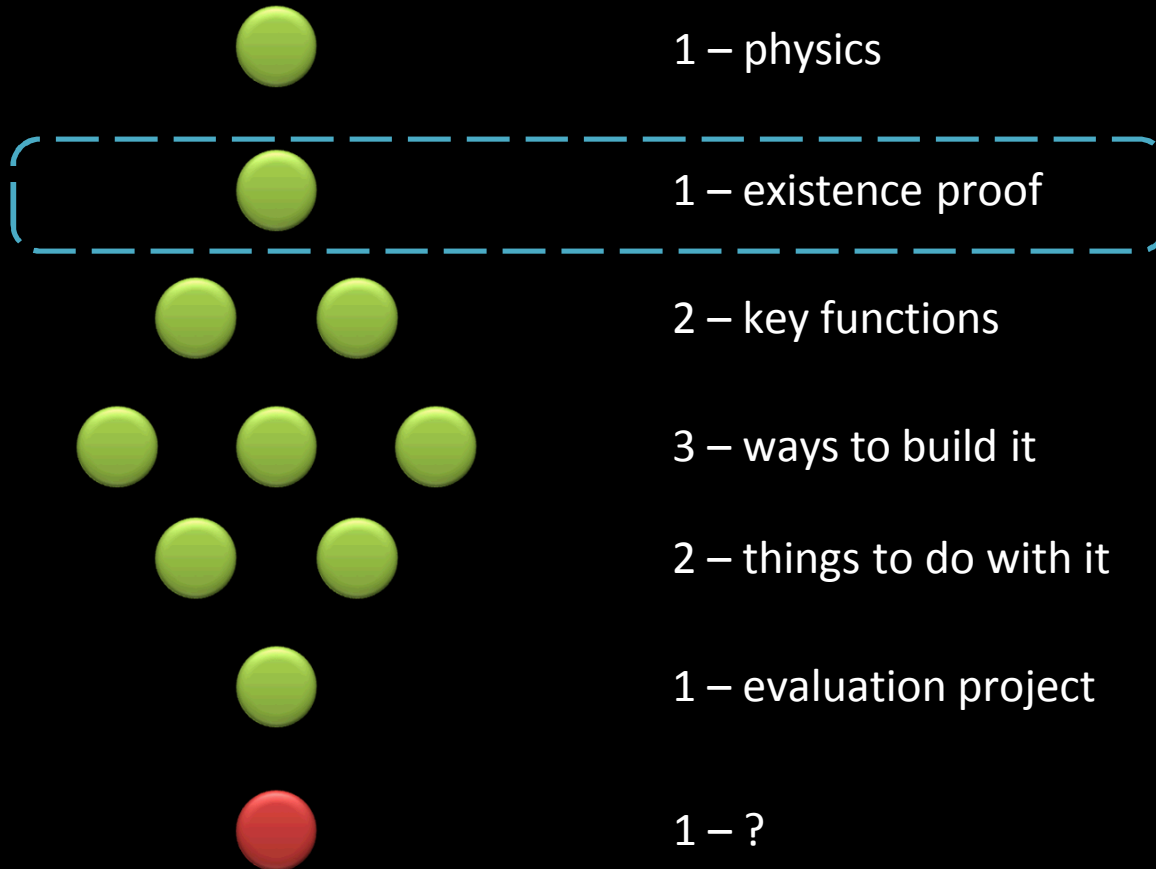 1 – physics
1 – existence proof
2 – key functions
3 – ways to build it
2 – things to do with it
1 – evaluation project
1 – ?